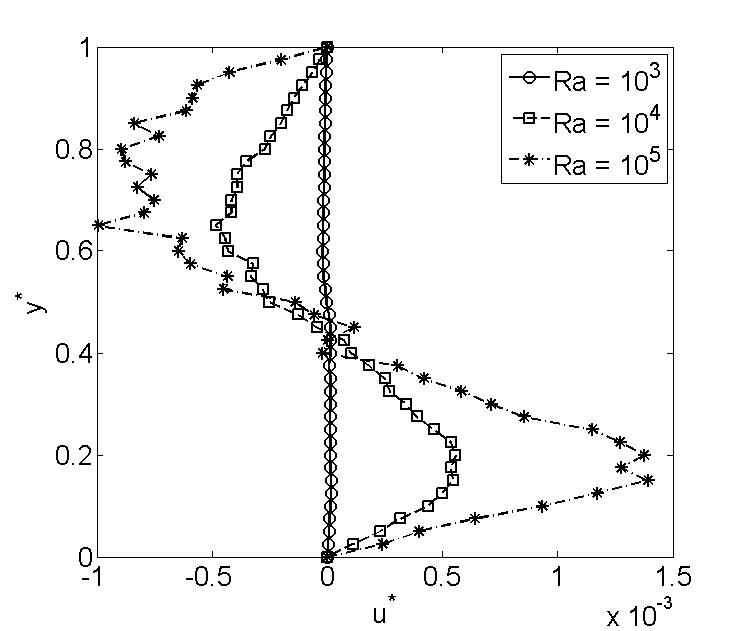 1
0.8
0.6
0.4
0.2
0
y*
-1
-0.5
0
0.5
1
1.5
u*
x 10⁻³
Ra = 10³
Ra = 10⁴
Ra = 10⁵